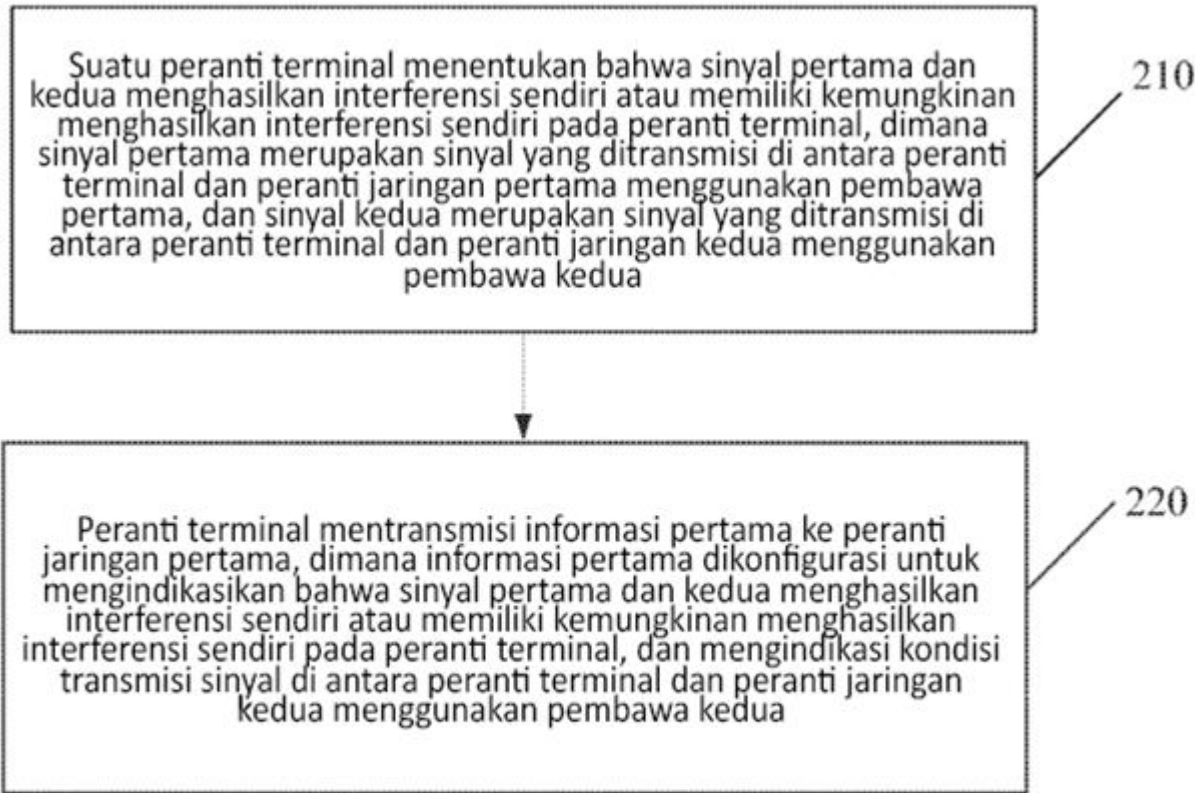 Suatu peranti terminal menentukan bahwa sinyal pertama dan
kedua menghasilkan interferensi sendiri atau memiliki kemungkinan
menghasilkan interferensi sendiri pada peranti terminal, dimana
sinyal pertama merupakan sinyal yang ditransmisi di antara peranti
terminal dan peranti jaringan pertama menggunakan pembawa
pertama, dan sinyal kedua merupakan sinyal yang ditransmisi di
antara peranti terminal dan peranti jaringan kedua menggunakan
pembawa kedua
210
Peranti terminal mentransmisi informasi pertama ke peranti
jaringan pertama, dimana informasi pertama dikonfigurasi untuk
mengindikasikan bahwa sinyal pertama dan kedua menghasilkan
interferensi sendiri atau memiliki kemungkinan menghasilkan
interferensi sendiri pada peranti terminal, dan mengindikasi kondisi
transmisi sinyal di antara peranti terminal dan peranti jaringan
kedua menggunakan pembawa kedua
220